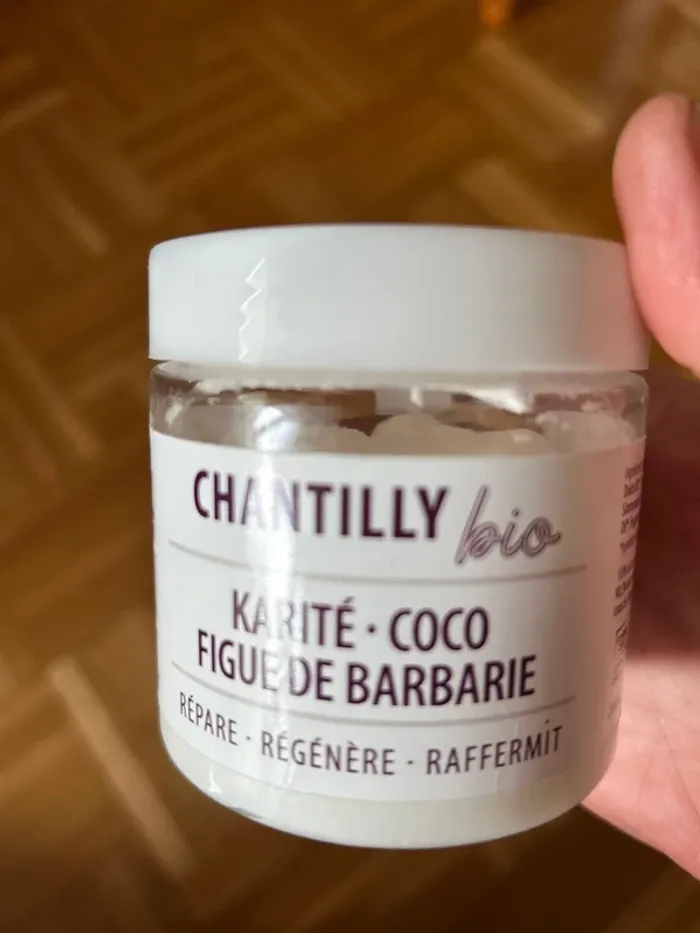 CHANTILLY bio
KARITÉ · COCO
FIGUE DE BARBARIE
RÉPARE · RÉGÉNÈRE · RAFFERMIT